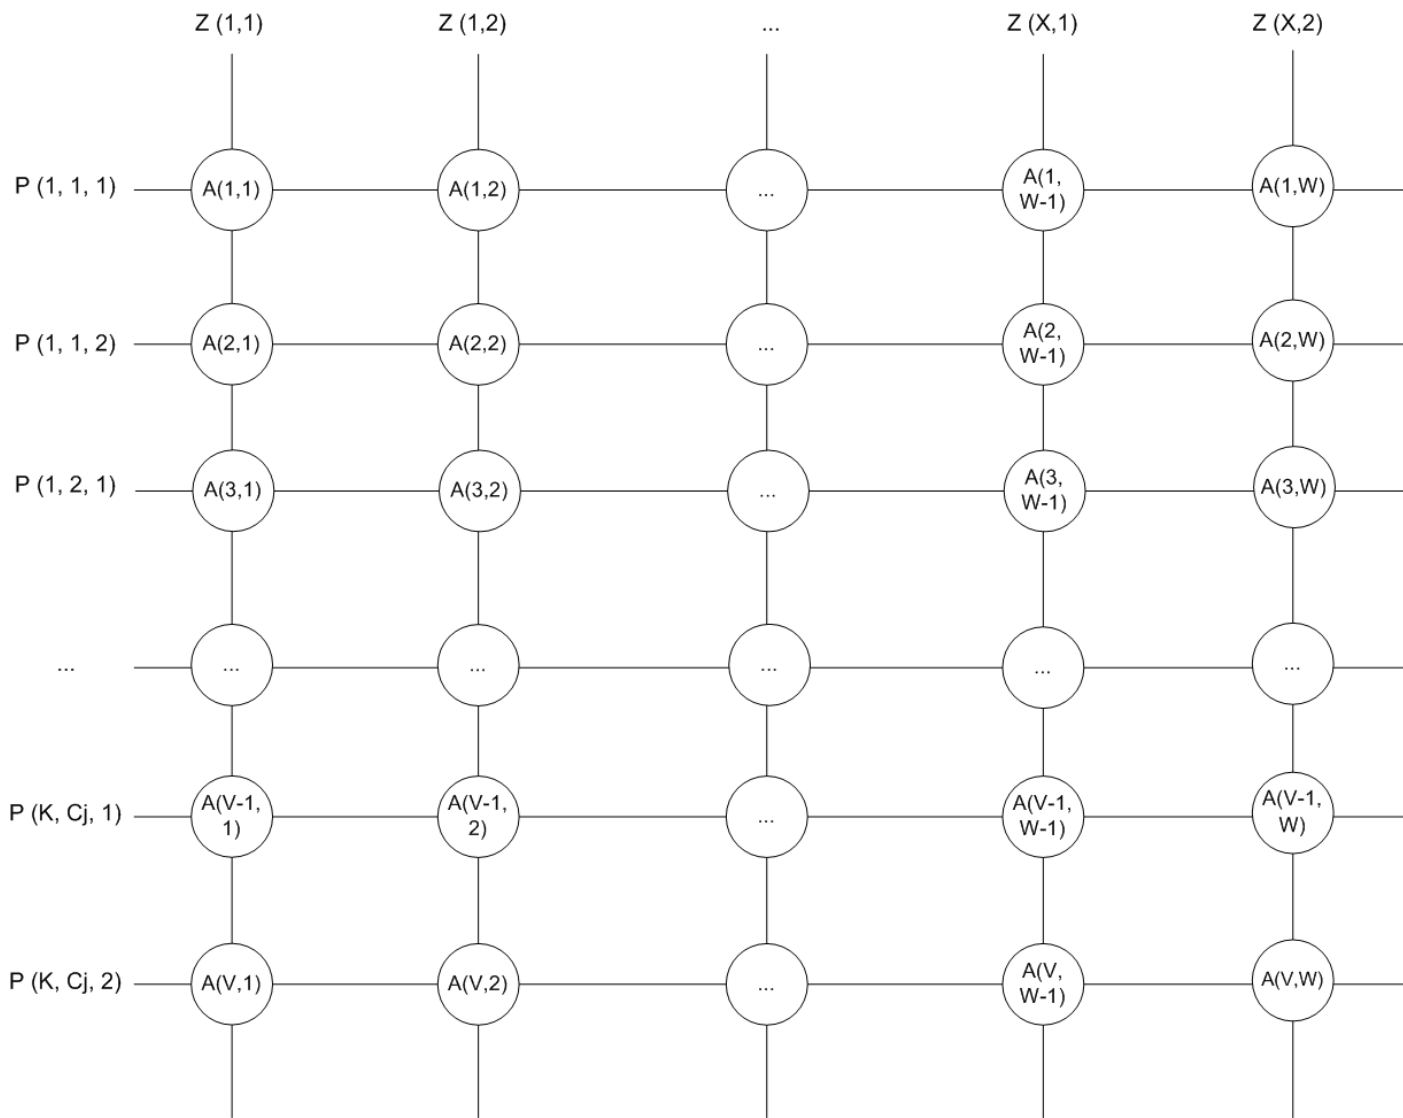 Z (1,1) Z (1,2) ... Z (X,1) Z (X,2)
P (1, 1, 1) A(1,1) A(1,2) ... A(1, W-1) A(1,W)
P (1, 1, 2) A(2,1) A(2,2) ... A(2, W-1) A(2,W)
P (1, 2, 1) A(3,1) A(3,2) ... A(3, W-1) A(3,W)
... ... ... ... ... ...
P (K, Cj, 1) A(V-1, 1) A(V-1, 2) ... A(V-1, W-1) A(V-1, W)
P (K, Cj, 2) A(V,1) A(V,2) ... A(V, W-1) A(V,W)